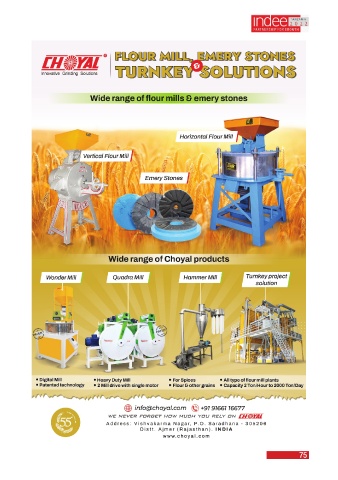 indee
2022
CHOYAL
Innovative Grinding Solutions
FLOUR MILL, EMERY STONES
TURNKEY SOLUTIONS
Wide range of flour mills & emery stones
Horizontal Flour Mill
Vertical Flour Mill
Emery Stones
Wide range of Choyal products
Wonder Mill
Quadra Mill
Hammer Mill
Turnkey project
solution
• Digital Mill
• Patented technology
• Heavy Duty Mill
• 2 Mill drive with single motor
• For Spices
• Flour & other grains
• All type of flour mill plants
• Capacity 2 Ton/Hour to 2000 Ton/Day
info@choyal.com +91 91661 16677
WE NEVER FORGET HOW MUCH YOU RELY ON CHOYAL
Address: Vishvakarma Nagar, P.O. Saradhana - 305206
Distt. Ajmer (Rajasthan). INDIA
www.choyal.com
55
75